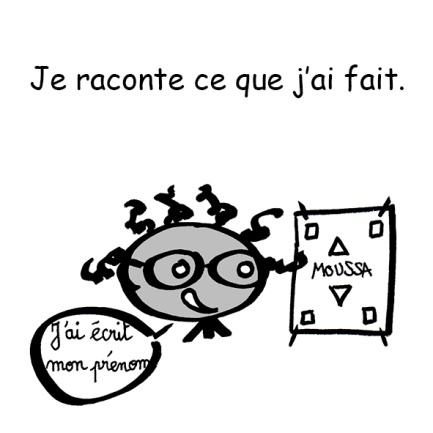 Je raconte ce que j'ai fait.
MOUSSA
J'ai écrit
mon prénom